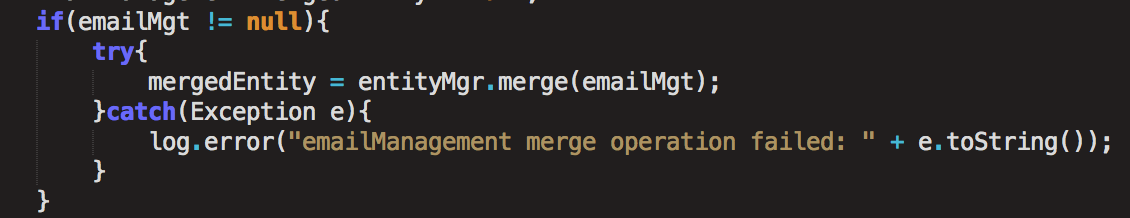 if(emailMgt != null){
try{
mergedEntity = entityMgr.merge(emailMgt);
}catch(Exception e){
log.error("emailManagement merge operation failed: " + e.toString());
}
}